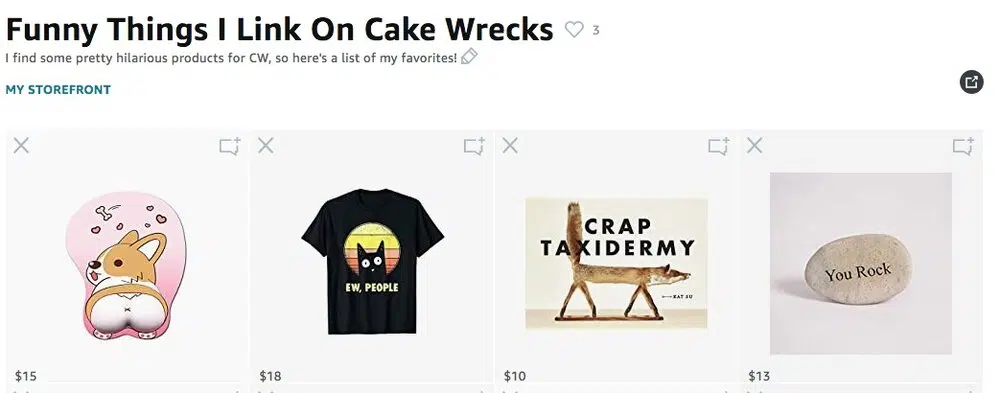 Funny Things I Link On Cake Wrecks
3
I find some pretty hilarious products for CW, so here's a list of my favorites!
MY STOREFRONT
EW, PEOPLE
CRAP
TAXIDERMY
KAT SU
You Rock
$15
$18
$10
$13